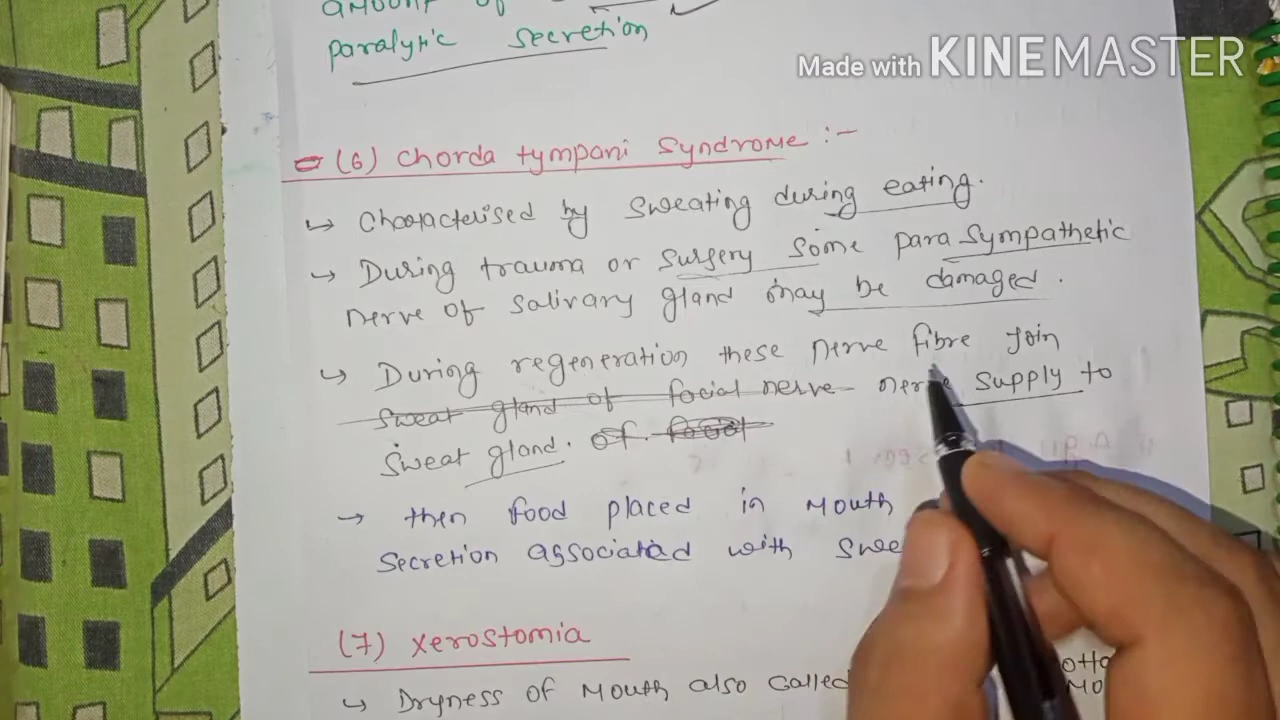 amount of
paralytic secretion
Made with KINEMASTER
(6) Chorda tympani Syndrome :-
↳ Characterised by sweating during eating.
→ During trauma or surgery some para sympathetic
nerve of salivary gland may be damaged.
↳ During regeneration these nerve fibre Join
sweat gland of facial nerve nerve supply to
sweat gland. of
→ then food placed in Mouth
secretion associated with
(7) Xerostomia
↳ Dryness of Mouth also called